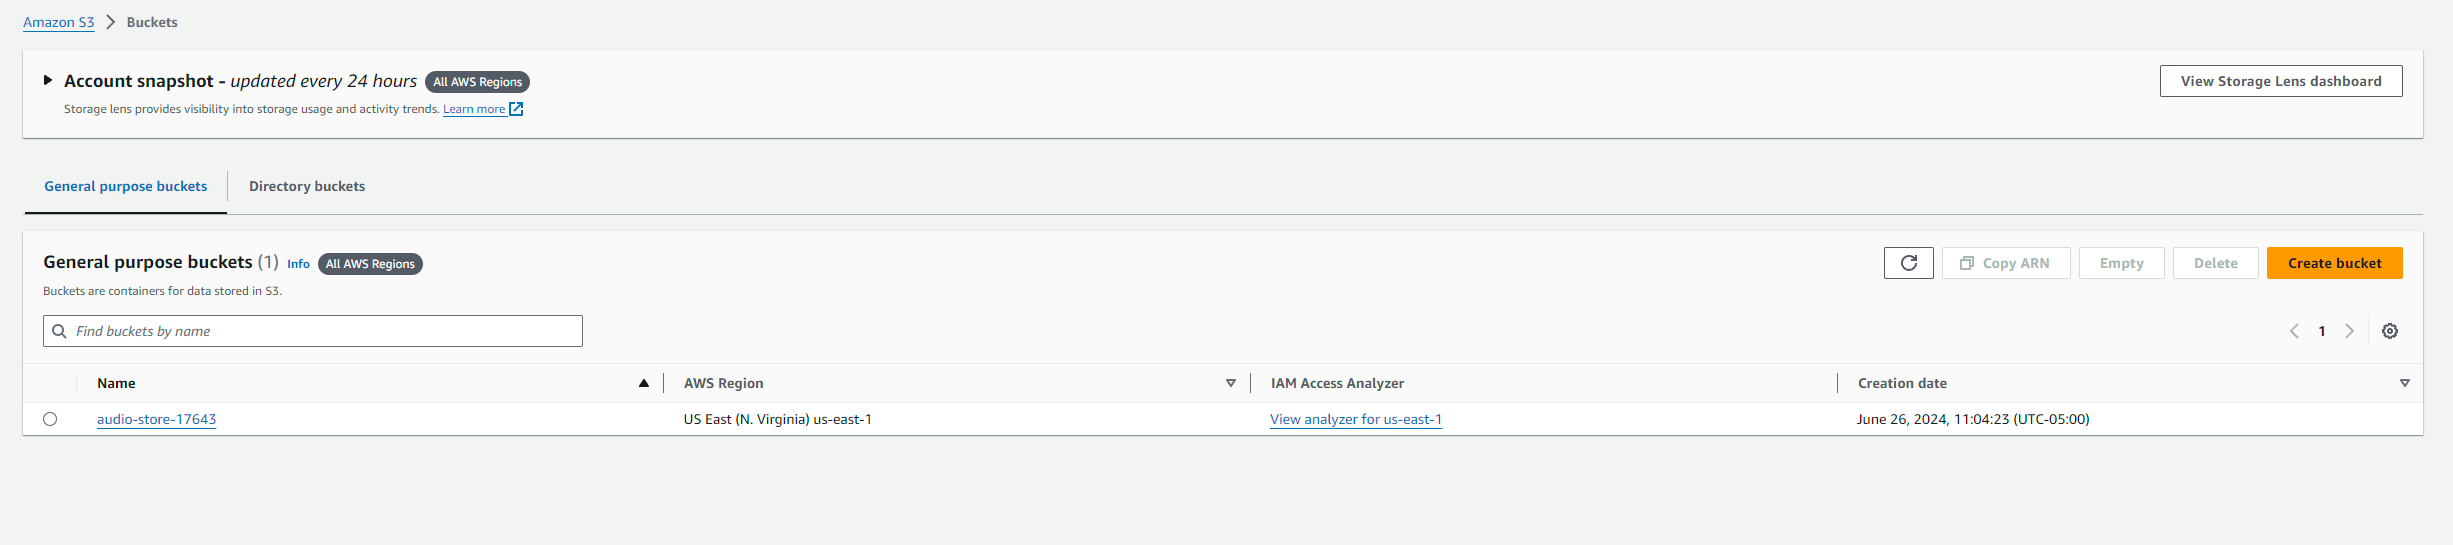 Amazon S3 > Buckets
Account snapshot - updated every 24 hours All AWS Regions View Storage Lens dashboard
Storage lens provides visibility into storage usage and activity trends. Learn more
General purpose buckets Directory buckets
General purpose buckets (1) Info All AWS Regions Copy ARN Empty Delete Create bucket
Buckets are containers for data stored in S3.
Find buckets by name 1
Name AWS Region IAM Access Analyzer Creation date
audio-store-17643 US East (N. Virginia) us-east-1 View analyzer for us-east-1 June 26, 2024, 11:04:23 (UTC-05:00)